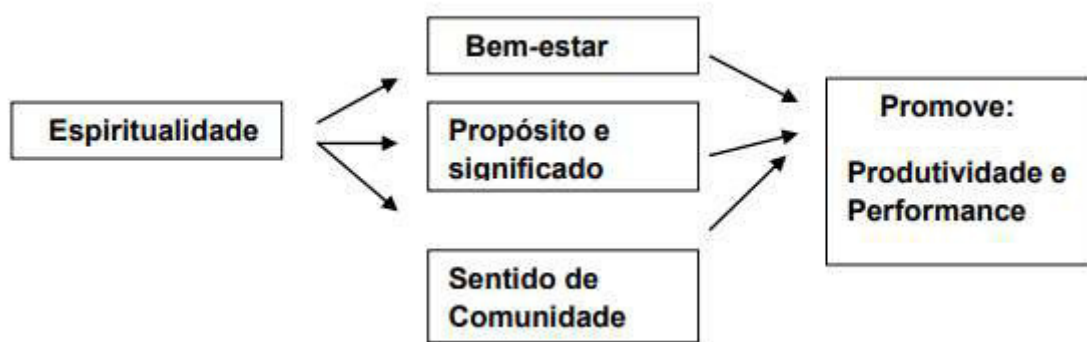 Espiritualidade
Bem-estar
Propósito e
significado
Sentido de
Comunidade
Promove:
Produtividade e
Performance